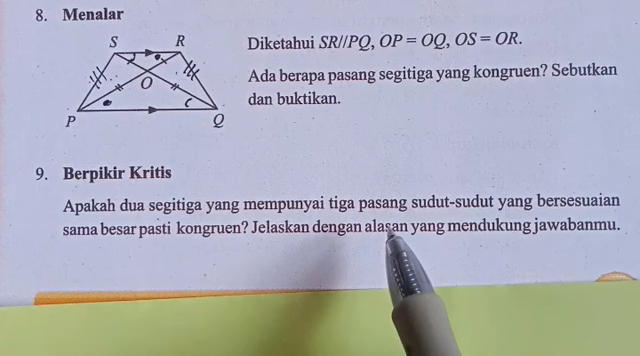 8. Menalar
S R
Diketahui SR//PQ, OP = OQ, OS = OR.
O
Ada berapa pasang segitiga yang kongruen? Sebutkan
dan buktikan.
P Q
9. Berpikir Kritis
Apakah dua segitiga yang mempunyai tiga pasang sudut-sudut yang bersesuaian
sama besar pasti kongruen? Jelaskan dengan alasan yang mendukung jawabanmu.